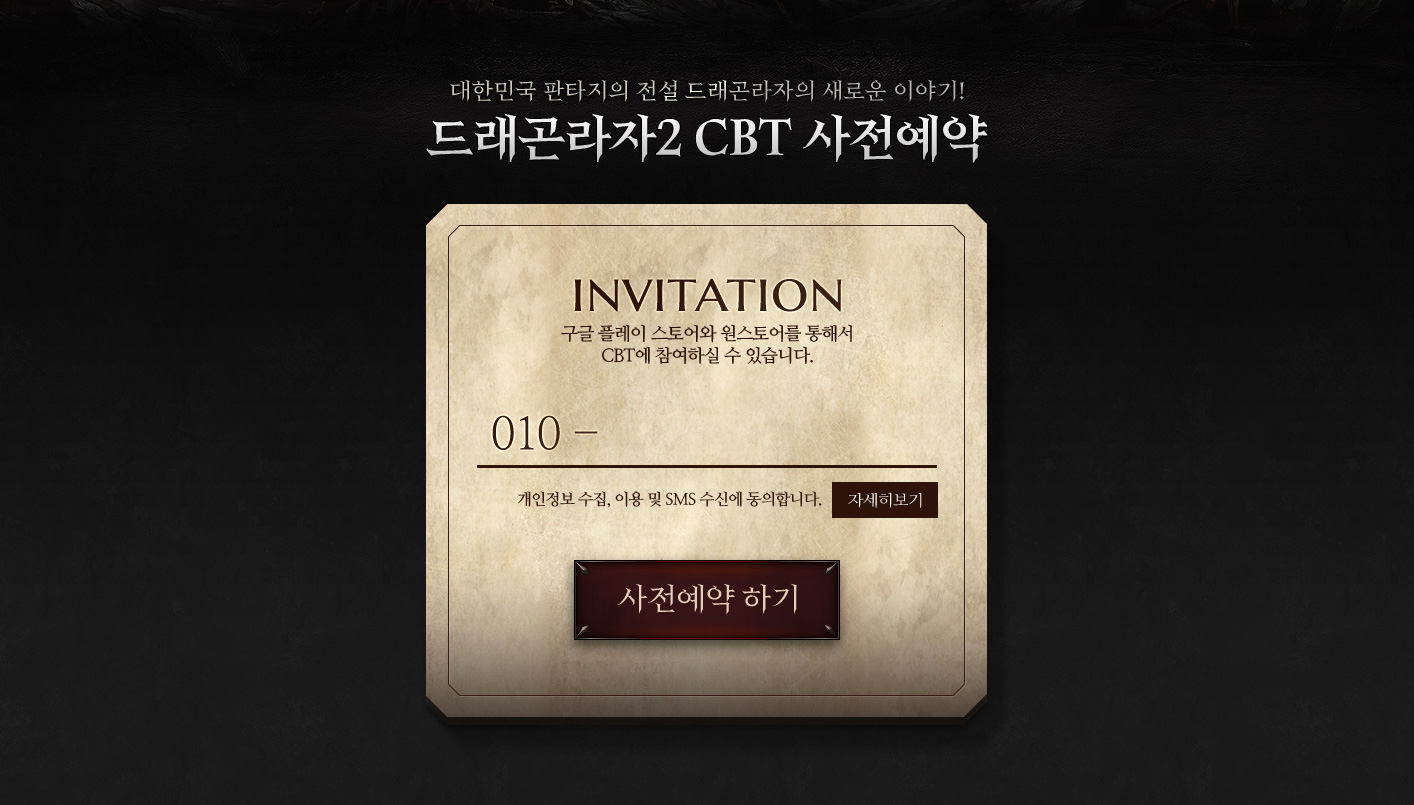 대한민국 판타지의 전설 드래곤라자의 새로운 이야기!
드래곤라자2 CBT 사전예약
INVITATION
구글 플레이 스토어와 원스토어를 통해서
CBT에 참여하실 수 있습니다.
010 –
개인정보 수집, 이용 및 SMS 수신에 동의합니다. 자세히보기
사전예약 하기